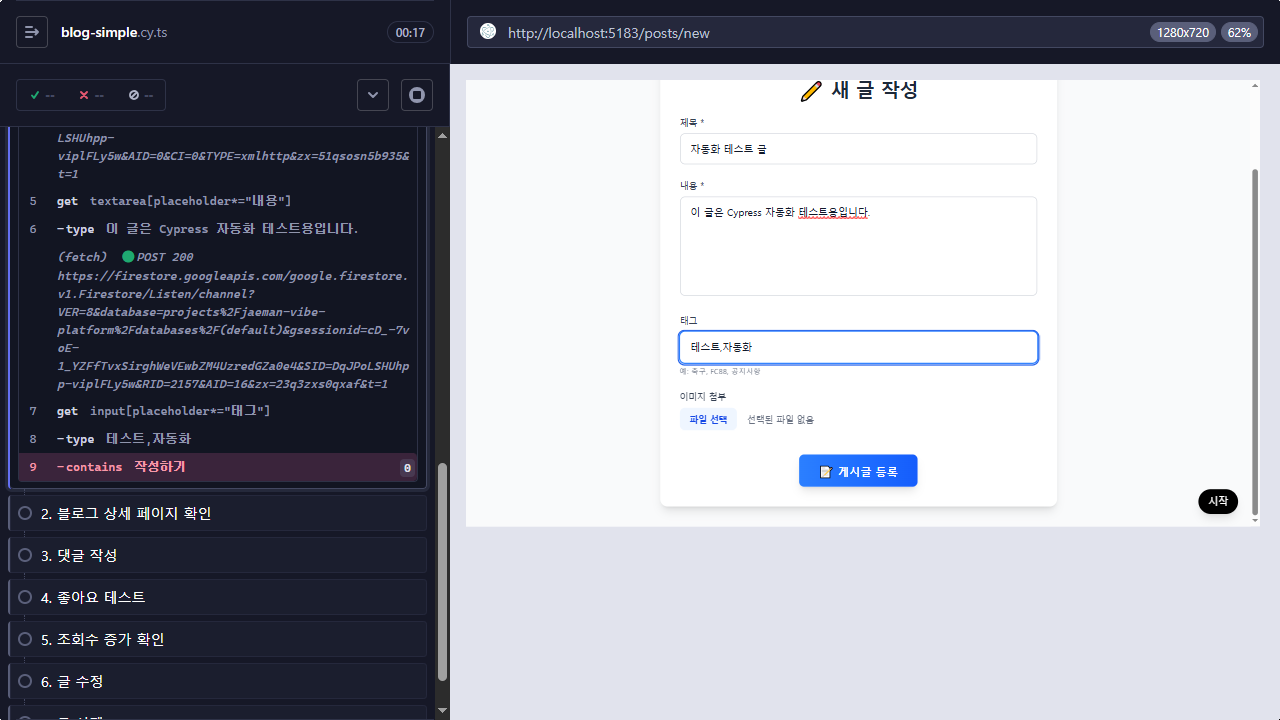 blog-simple.cy.ts
00:17
--
--
--
LSHUhpp-
viplFLy5w&AID=0&CI=0&TYPE=xmlhttp&zx=51qsosn5b935&
t=1
5 get textarea[placeholder*="내용"]
6 -type 이 글은 Cypress 자동화 테스트용입니다.
(fetch) POST 200
https://firestore.googleapis.com/google.firestore.
v1.Firestore/Listen/channel?
VER=8&database=projects%2Fjaeman-vibe-
platform%2Fdatabases%2F(default)&gsessionid=cD_-7v
oE-
1_YZFfTvxSirghWeVEwbZM4UzredGZa0e4&SID=DqJPoLSHUhp
p-viplFLy5w&RID=2157&AID=16&zx=23q3zxs0qxaf&t=1
7 get input[placeholder*="태그"]
8 -type 테스트,자동화
9 -contains 작성하기 0
2. 블로그 상세 페이지 확인
3. 댓글 작성
4. 좋아요 테스트
5. 조회수 증가 확인
6. 글 수정
http://localhost:5183/posts/new
1280x720
62%
새 글 작성
제목 *
자동화 테스트 글
내용 *
이 글은 Cypress 자동화 테스트용입니다.
태그
테스트,자동화
예: 축구, FC88, 공지사항
이미지 첨부
파일 선택 선택된 파일 없음
게시글 등록
시작